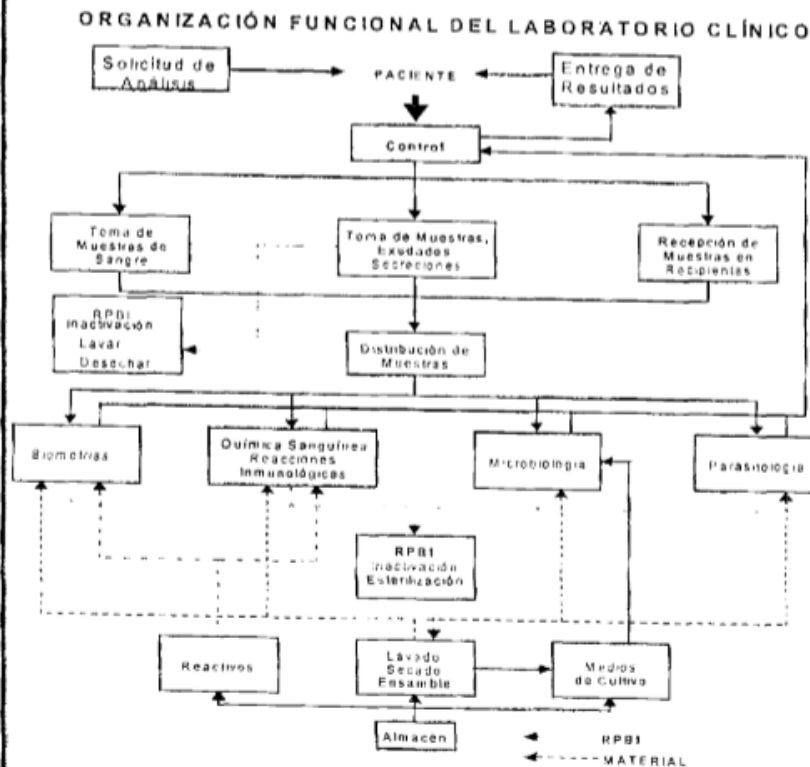 ORGANIZACIÓN FUNCIONAL DEL LABORATORIO CLÍNICO
Solicitud de
Análisis
PACIENTE
Entrega de
Resultados
Control
Toma de
Muestras de
Sangre
Toma de Muestras,
Exudados
Secreciones
Recepción de
Muestras en
Recipientes
RPBI
Inactivación
Lavar
Desechar
Distribución de
Muestras
Biometrías
Química Sanguínea
Reacciones
Inmunológicas
Microbiología
Parasitología
RPB1
Inactivación
Esterilización
Reactivos
Lavado
Secado
Ensamble
Medios
de Cultivo
Almacén
RPB1
MATERIAL